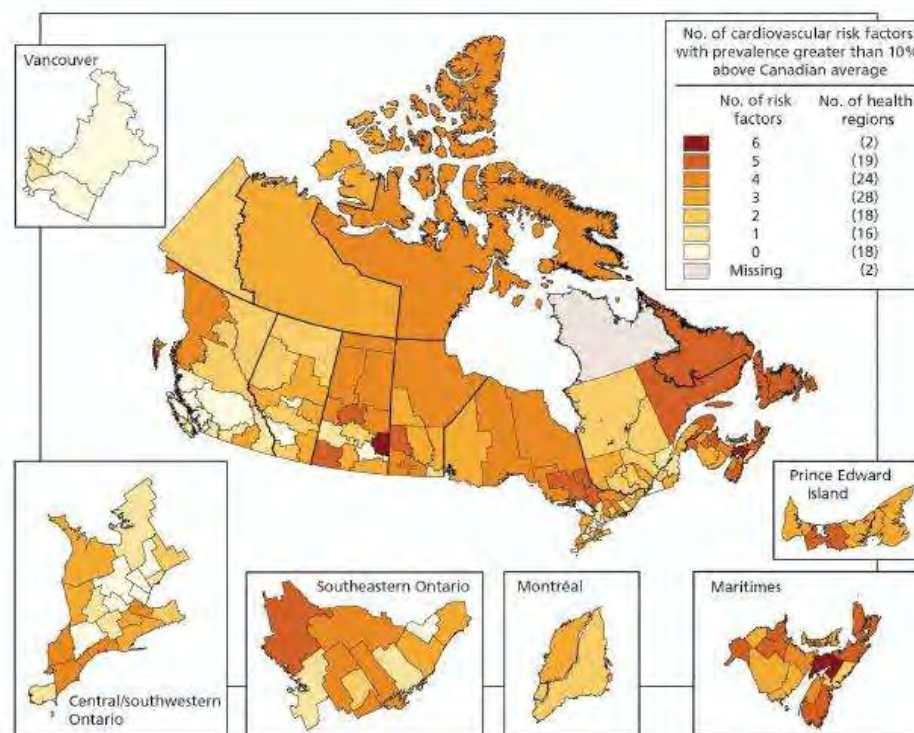 Vancouver
No. of cardiovascular risk factors
with prevalence greater than 10%
above Canadian average
No. of risk factors No. of health regions
6 (2)
5 (19)
4 (24)
3 (28)
2 (18)
1 (16)
0 (18)
Missing (2)
Prince Edward
Island
Central/southwestern
Ontario
Southeastern Ontario
Montréal
Maritimes